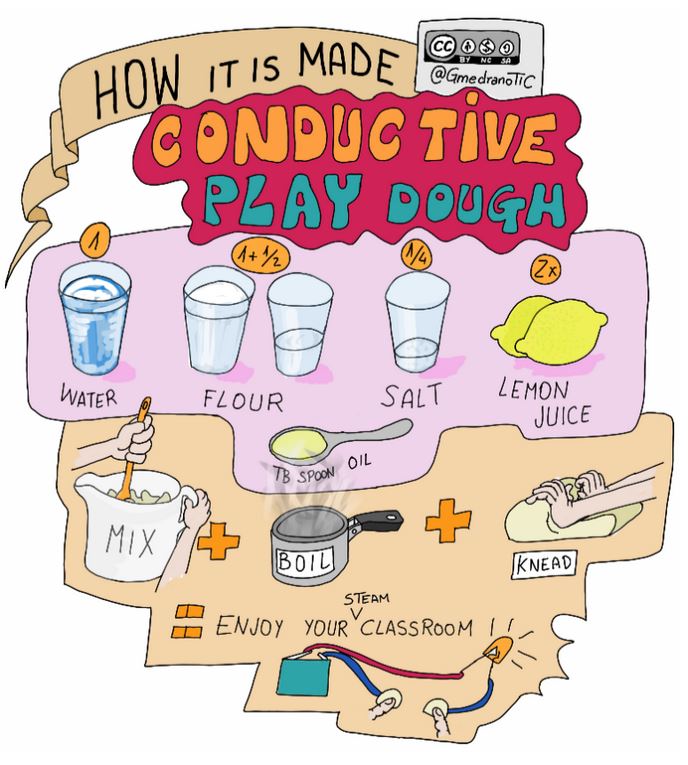 HOW IT IS MADE
CC BY NC SA
@GmedranoTIC
CONDUCTIVE
PLAY DOUGH
1
1+1/2
1/4
2x
WATER
FLOUR
SALT
LEMON
JUICE
TB SPOON OIL
MIX
+
BOIL
+
KNEAD
STEAM
= ENJOY YOUR CLASSROOM